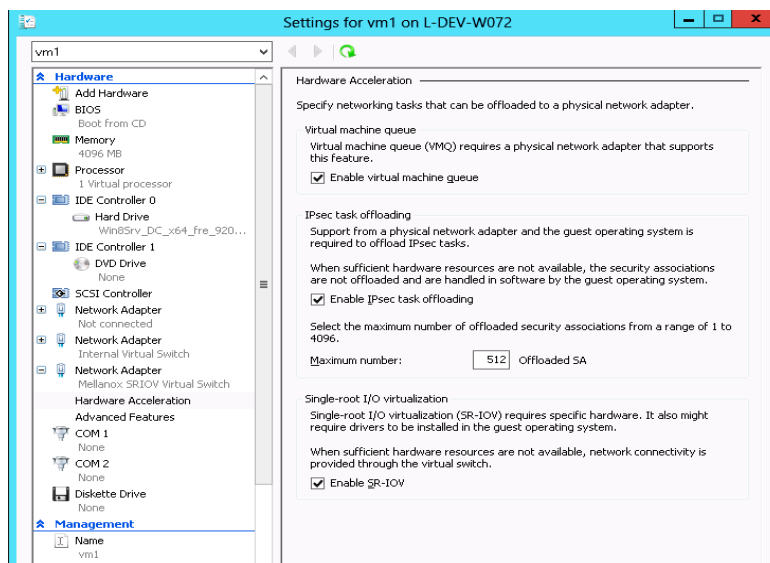 Settings for vm1 on L-DEV-W072
vm1
Hardware
Add Hardware
BIOS
Boot from CD
Memory
4096 MB
Processor
1 Virtual processor
IDE Controller 0
Hard Drive
Win8Srv_DC_x64_fre_920...
IDE Controller 1
DVD Drive
None
SCSI Controller
Network Adapter
Not connected
Network Adapter
Internal Virtual Switch
Network Adapter
Mellanox SRIOV Virtual Switch
Hardware Acceleration
Advanced Features
COM 1
None
COM 2
None
Diskette Drive
None
Management
Name
vm1
Hardware Acceleration
Specify networking tasks that can be offloaded to a physical network adapter.
Virtual machine queue
Virtual machine queue (VMQ) requires a physical network adapter that supports
this feature.
Enable virtual machine queue
IPsec task offloading
Support from a physical network adapter and the guest operating system is
required to offload IPsec tasks.
When sufficient hardware resources are not available, the security associations
are not offloaded and are handled in software by the guest operating system.
Enable IPsec task offloading
Select the maximum number of offloaded security associations from a range of 1 to
4096.
Maximum number: 512 Offloaded SA
Single-root I/O virtualization
Single-root I/O virtualization (SR-IOV) requires specific hardware. It also might
require drivers to be installed in the guest operating system.
When sufficient hardware resources are not available, network connectivity is
provided through the virtual switch.
Enable SR-IOV